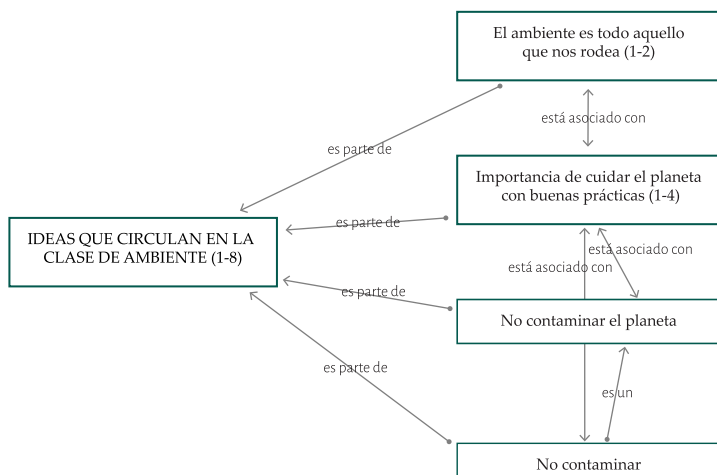 El ambiente es todo aquello
que nos rodea (1-2)
está asociado con
es parte de
Importancia de cuidar el planeta
con buenas prácticas (1-4)
es parte de
IDEAS QUE CIRCULAN EN LA
CLASE DE AMBIENTE (1-8)
está asociado con
está asociado con
es parte de
No contaminar el planeta
es parte de
es un
No contaminar